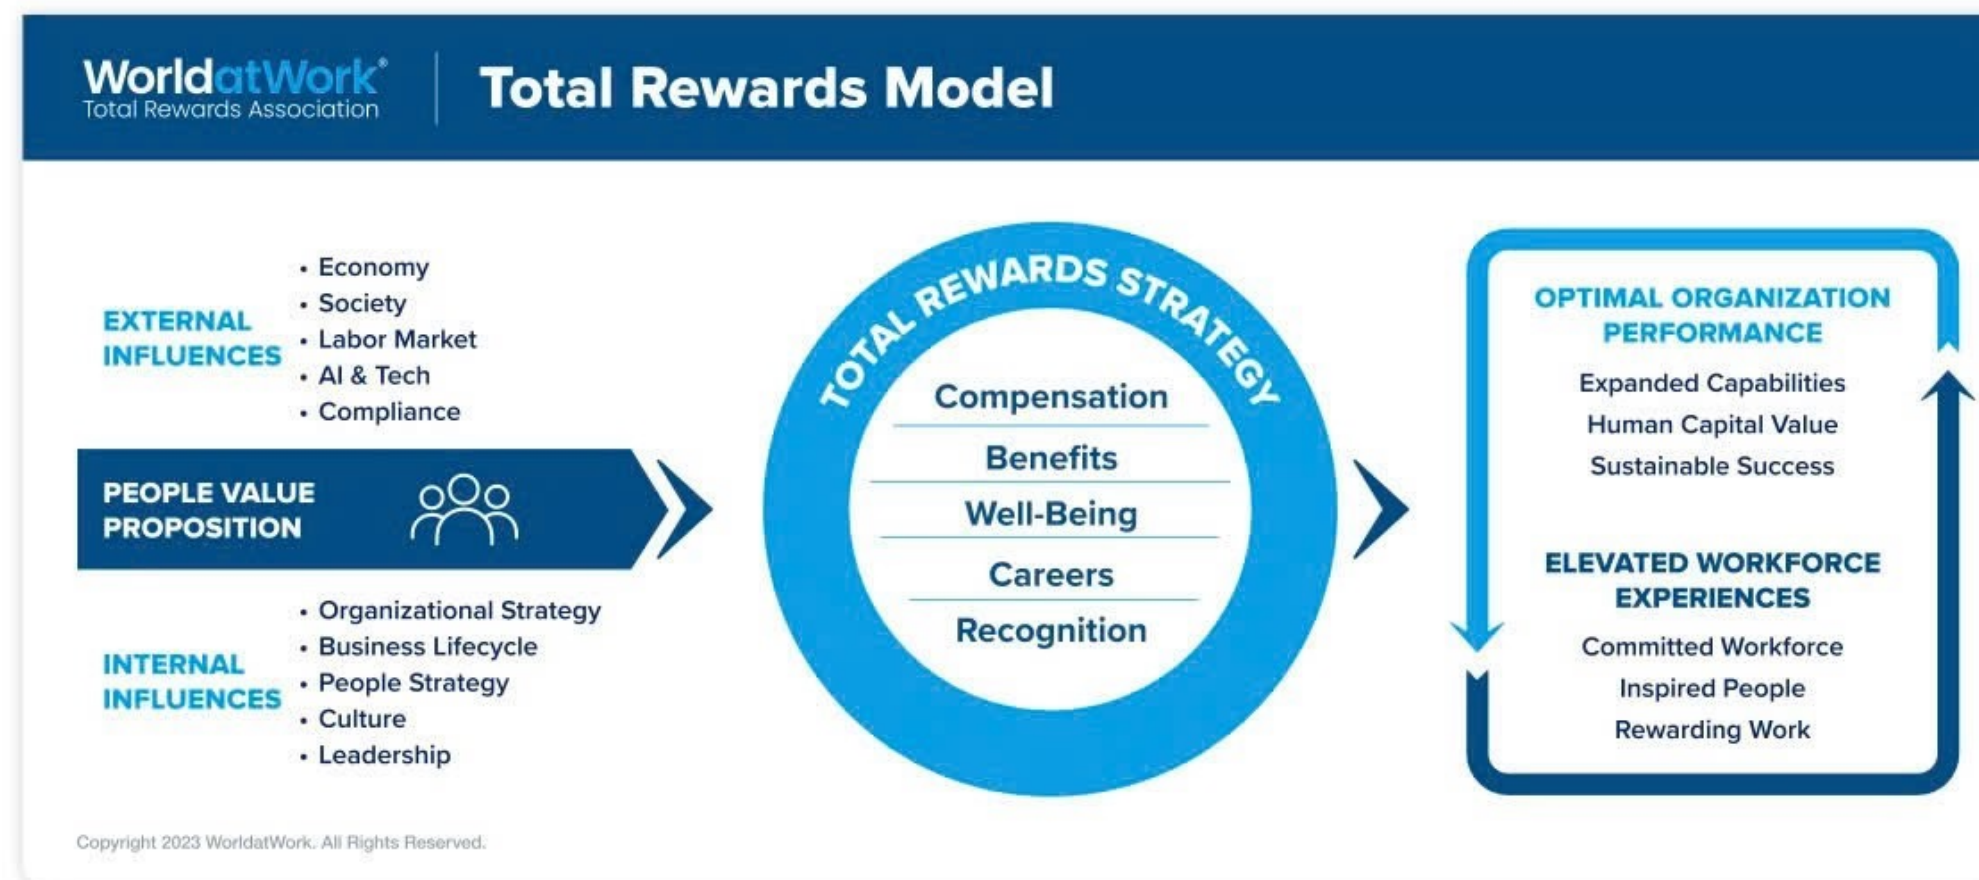 WorldatWork®
Total Rewards Association
Total Rewards Model
EXTERNAL
INFLUENCES
• Economy
• Society
• Labor Market
• AI & Tech
• Compliance
PEOPLE VALUE
PROPOSITION
INTERNAL
INFLUENCES
• Organizational Strategy
• Business Lifecycle
• People Strategy
• Culture
• Leadership
TOTAL REWARDS STRATEGY
Compensation
Benefits
Well-Being
Careers
Recognition
OPTIMAL ORGANIZATION
PERFORMANCE
Expanded Capabilities
Human Capital Value
Sustainable Success
ELEVATED WORKFORCE
EXPERIENCES
Committed Workforce
Inspired People
Rewarding Work
Copyright 2023 WorldatWork. All Rights Reserved.